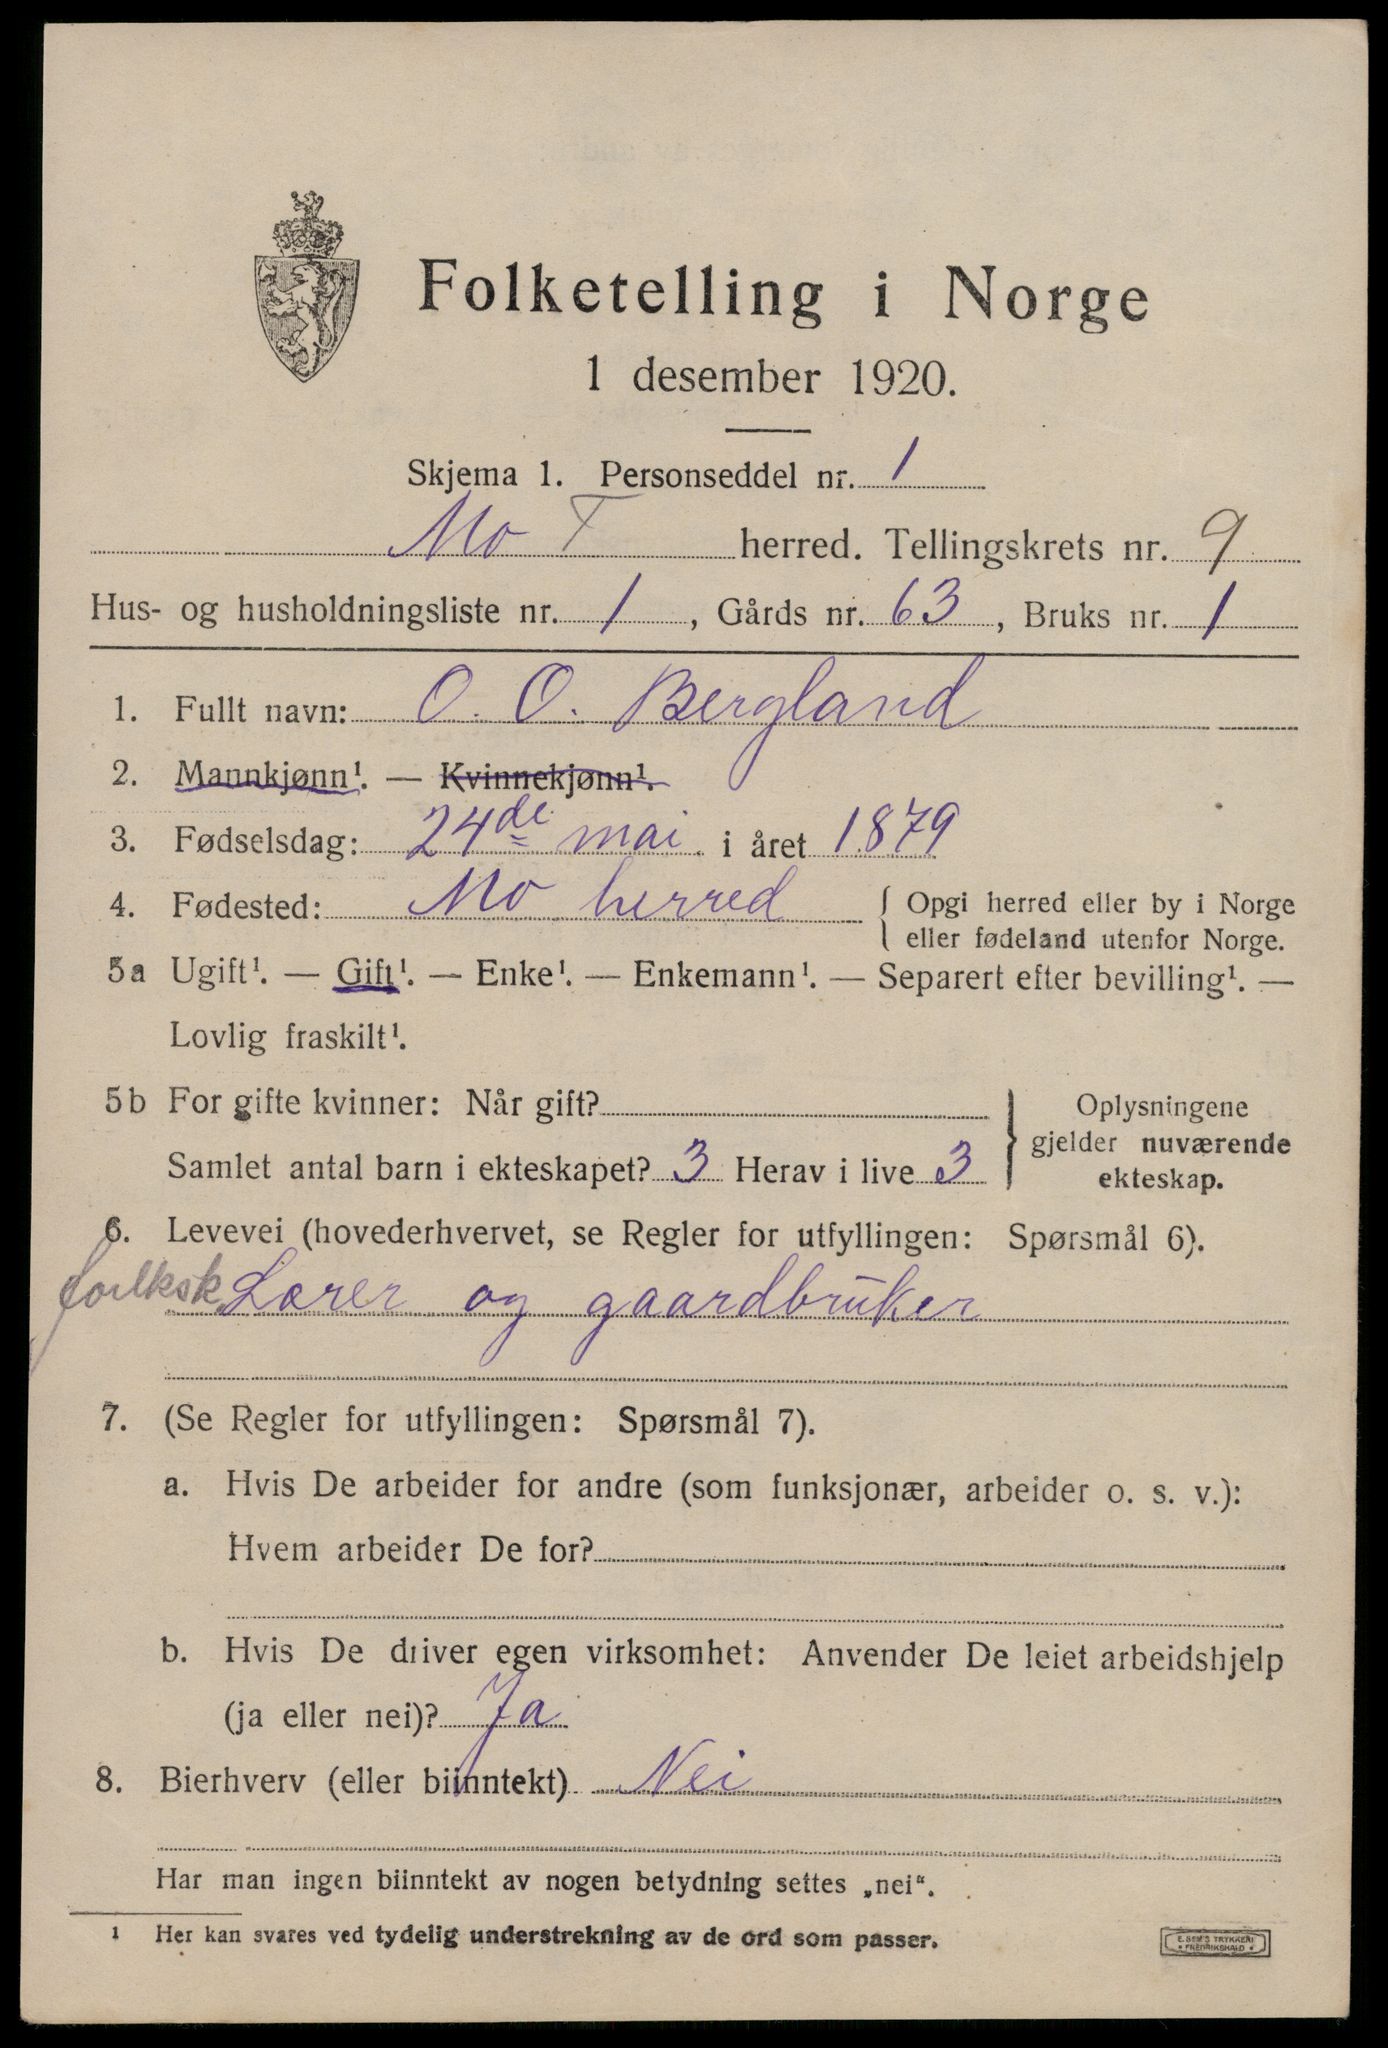 Folketelling i Norge
1 desember 1920.
Skjema 1. Personseddel nr. 1
Mo T herred. Tellingskrets nr. 9
Hus- og husholdningsliste nr. 1, Gårds nr. 63, Bruks nr. 1
1. Fullt navn: O. O. Bergland
2. Mannkjønn¹. — Kvinnekjønn¹.
3. Fødselsdag: 24de mai i året 1879
4. Fødested: Mo herred { Opgi herred eller by i Norge
eller fødeland utenfor Norge.
5a Ugift¹. — Gift¹. — Enke¹. — Enkemann¹. — Separert efter bevilling¹. —
Lovlig fraskilt¹.
5b For gifte kvinner: Når gift?
Samlet antal barn i ekteskapet? 3 Herav i live 3
} Oplysningene
gjelder nuværende
ekteskap.
6. Levevei (hovederhvervet, se Regler for utfyllingen: Spørsmål 6).
folksk. Lærer og gaardbruker
7. (Se Regler for utfyllingen: Spørsmål 7).
a. Hvis De arbeider for andre (som funksjonær, arbeider o. s. v.):
Hvem arbeider De for?
b. Hvis De driver egen virksomhet: Anvender De leiet arbeidshjelp
(ja eller nei)? Ja
8. Bierhverv (eller biinntekt) Nei
Har man ingen biinntekt av nogen betydning settes „nei“.
¹ Her kan svares ved tydelig understrekning av de ord som passer.
E. SEM'S TRYKKERI
• FREDRIKSHALD •